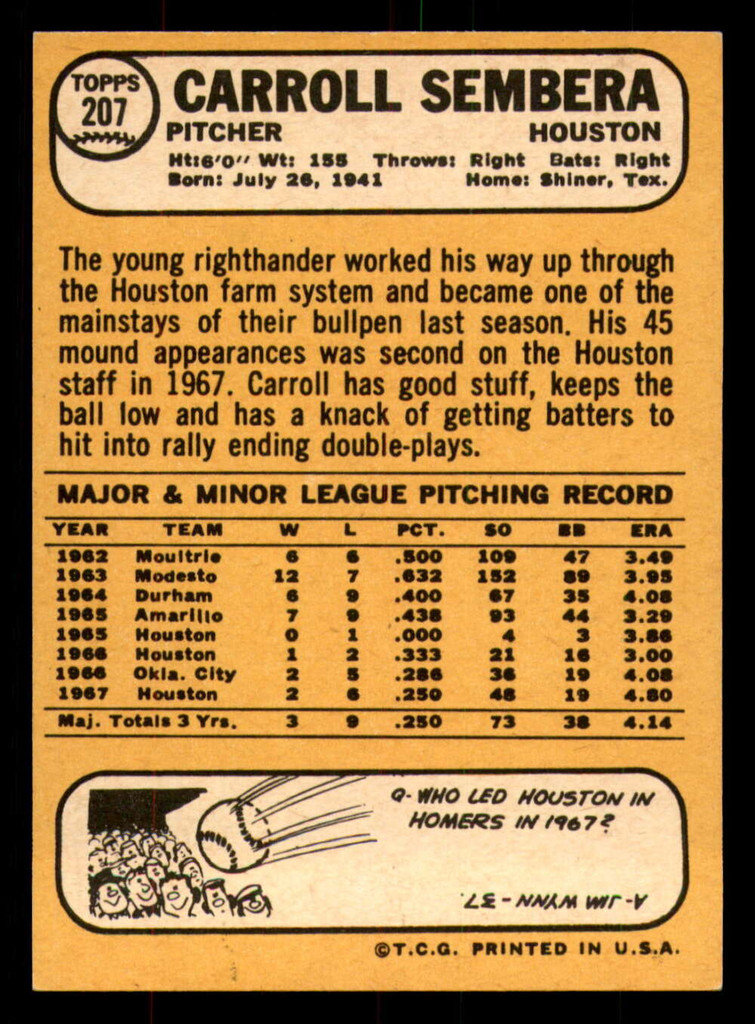 TOPPS
207
CARROLL SEMBERA
PITCHER HOUSTON
Ht:6'0" Wt: 155 Throws: Right Bats: Right
Born: July 26, 1941 Home: Shiner, Tex.
The young righthander worked his way up through
the Houston farm system and became one of the
mainstays of their bullpen last season. His 45
mound appearances was second on the Houston
staff in 1967. Carroll has good stuff, keeps the
ball low and has a knack of getting batters to
hit into rally ending double-plays.
MAJOR & MINOR LEAGUE PITCHING RECORD
YEAR TEAM W L PCT. SO BB ERA
1962 Moultrie 6 6 .500 109 47 3.49
1963 Modesto 12 7 .632 152 89 3.95
1964 Durham 6 9 .400 67 35 4.08
1965 Amarillo 7 9 .438 93 44 3.29
1965 Houston 0 1 .000 4 3 3.86
1966 Houston 1 2 .333 21 16 3.00
1966 Okla. City 2 5 .286 36 19 4.08
1967 Houston 2 6 .250 48 19 4.80
Maj. Totals 3 Yrs. 3 9 .250 73 38 4.14
Q- WHO LED HOUSTON IN
HOMERS IN 1967?
A- JIM WYNN - 37.
©T.C.G. PRINTED IN U.S.A.